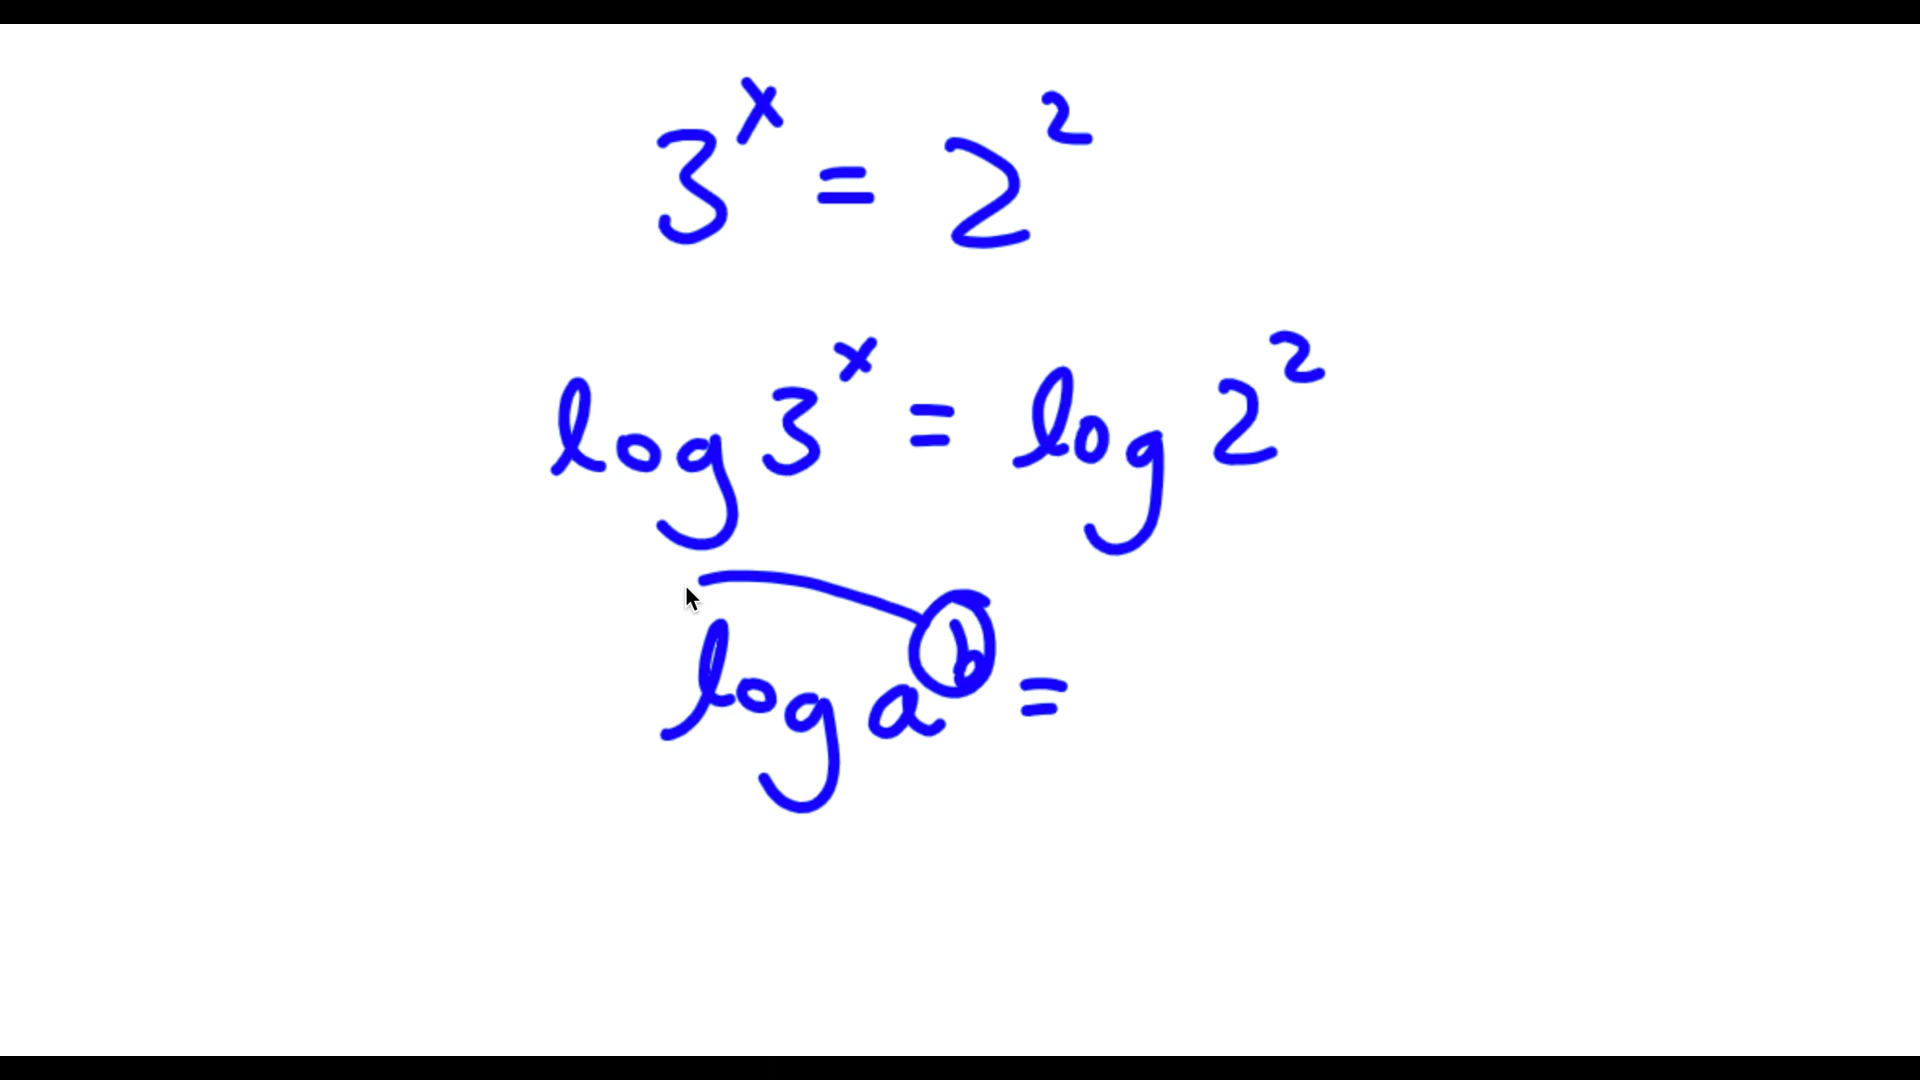 3^x = 2^2
log 3^x = log 2^2
log a^b =